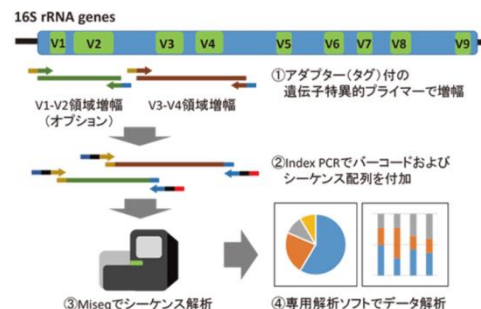 16S rRNA genes
V1 V2 V3 V4 V5 V6 V7 V8 V9
①アダプター(タグ)付の
遺伝子特異的プライマーで増幅
V1-V2領域増幅
(オプション)
V3-V4領域増幅
②Index PCRでバーコードおよび
シーケンス配列を付加
③Miseqでシーケンス解析
④専用解析ソフトでデータ解析